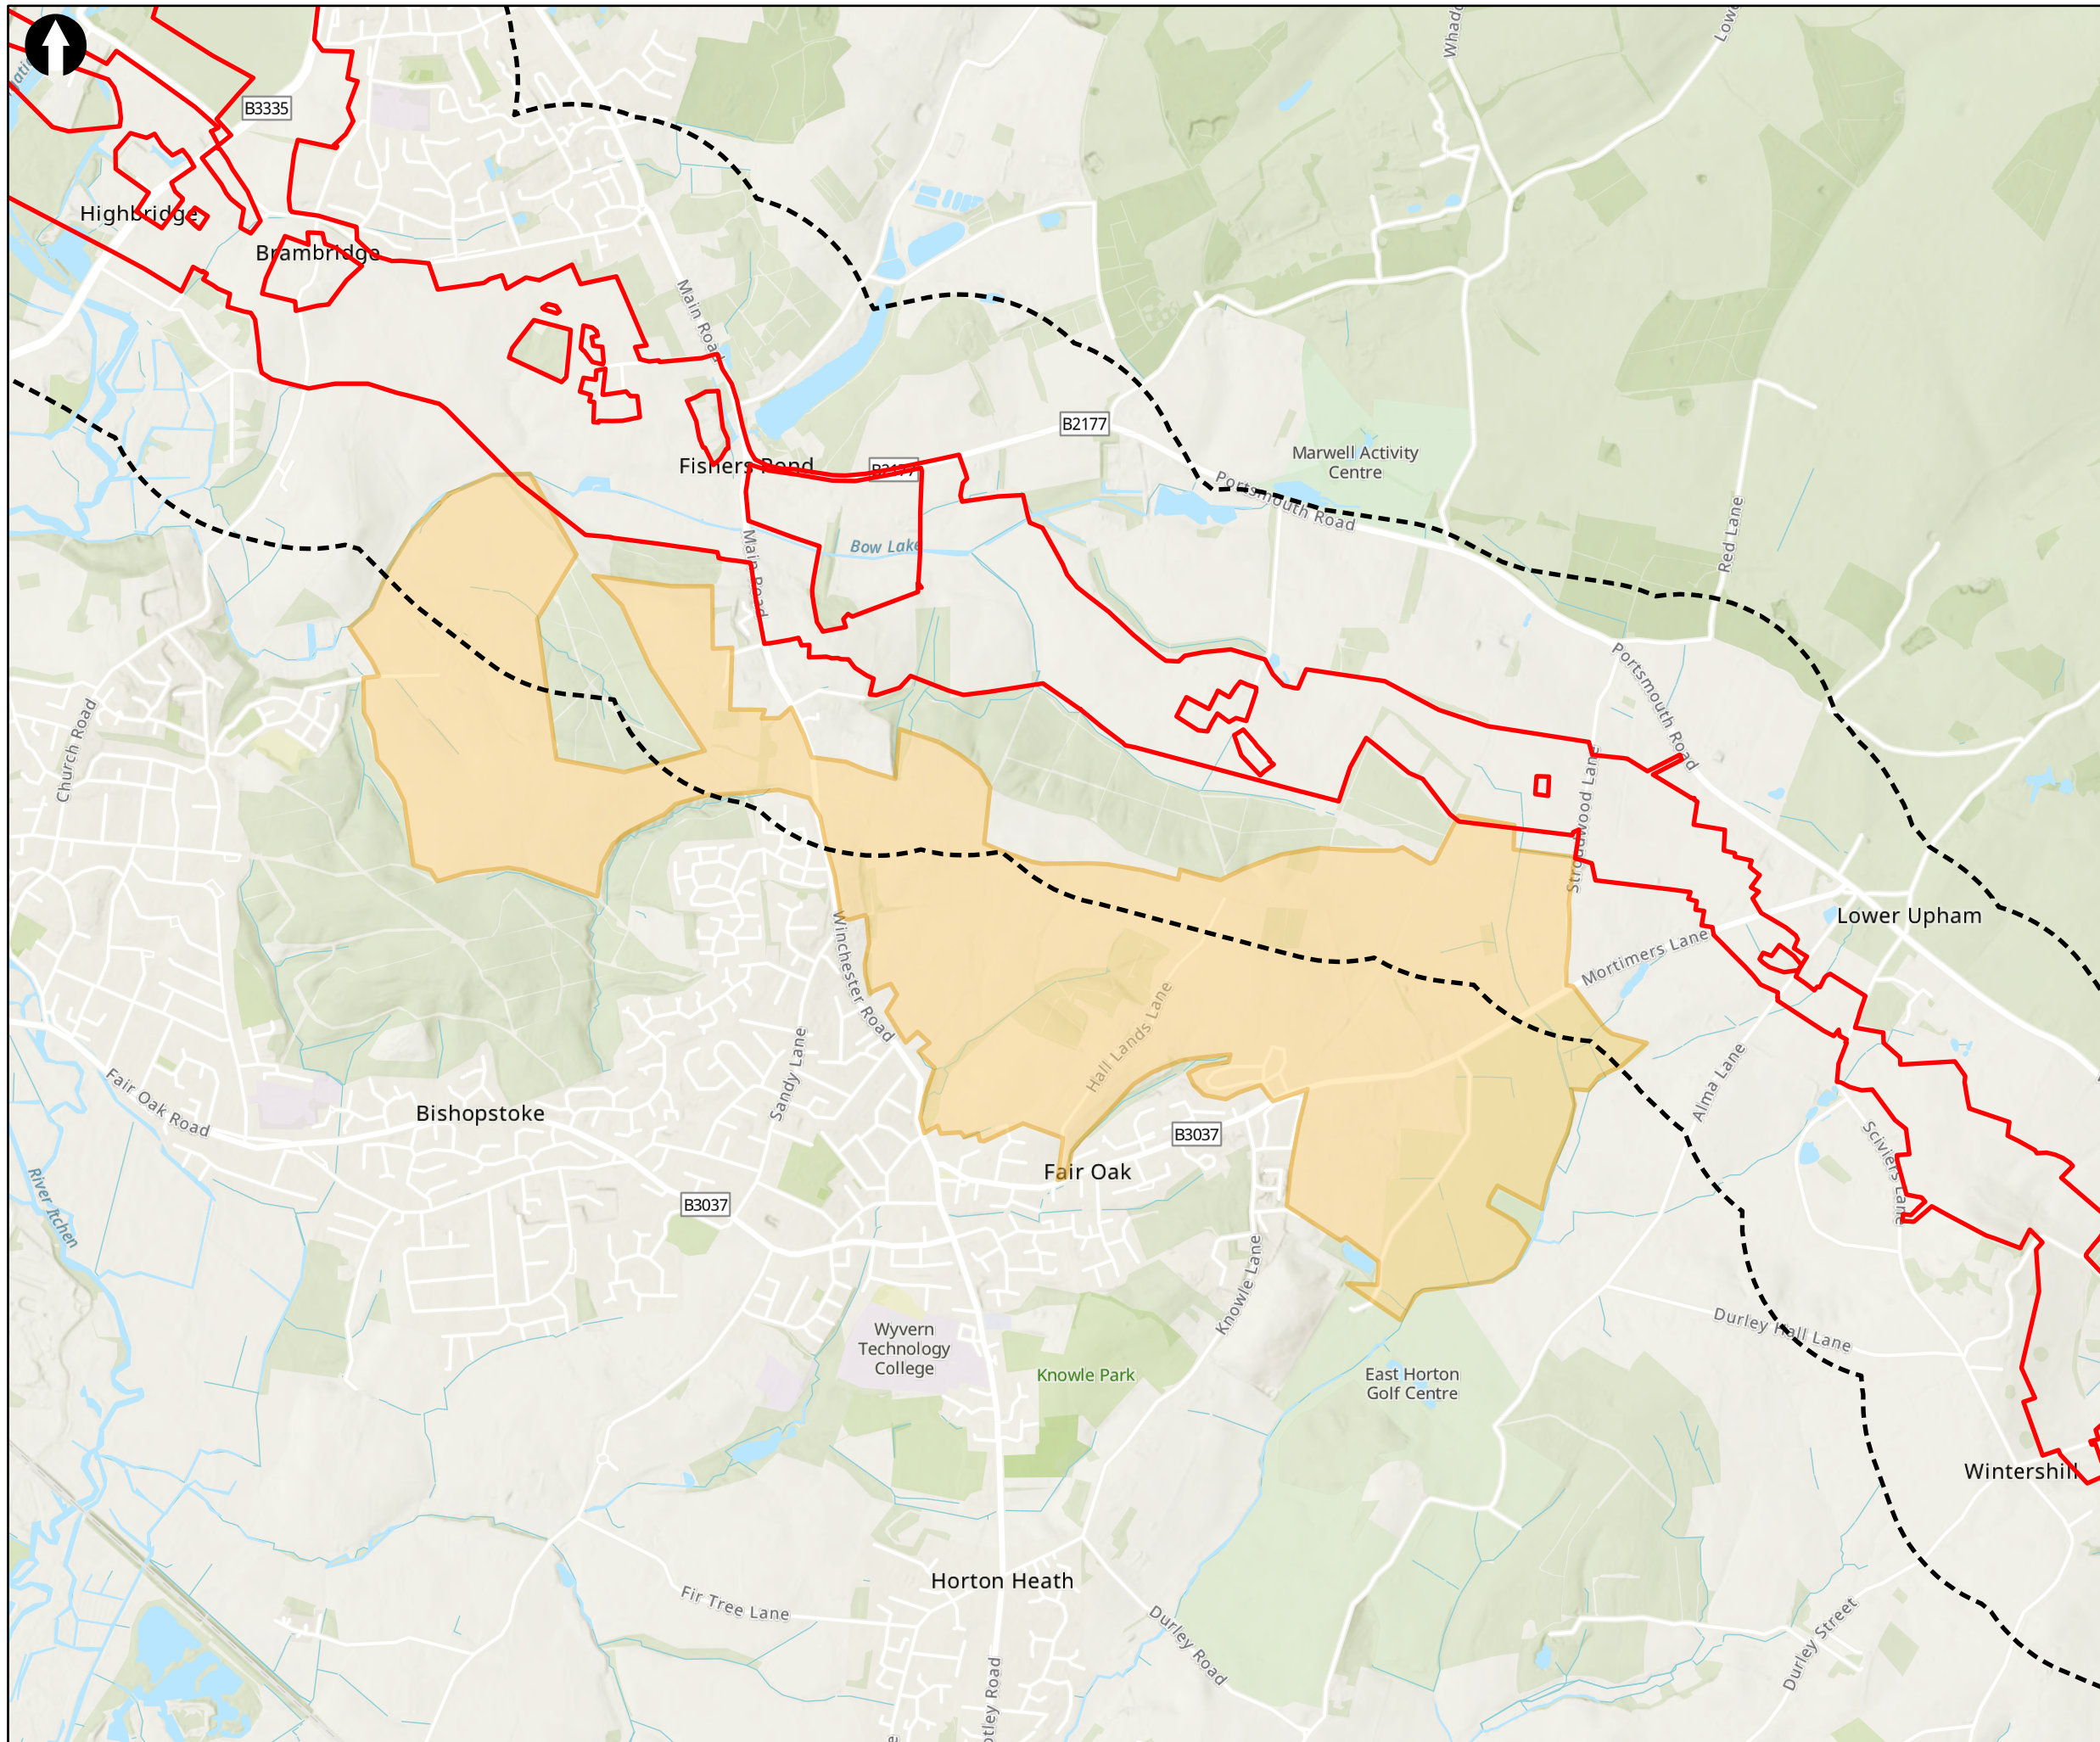 B3335
Highbridge
Brambridge
Main Road
B2177
Marwell Activity
Centre
Fishers Pond
Portsmouth Road
Red Lane
Main Road
Bow Lake
Portsmouth Road
Church Road
Stroudwood Lane
Lower Upham
Winchester Road
Mortimers Lane
Hall Lands Lane
Sandy Lane
Alma Lane
Fair Oak Road
Bishopstoke
B3037
Sciviers Lane
Fair Oak
River Itchen
B3037
Knowle Lane
Durley Hall Lane
Wyvern
Technology
College
Knowle Park
East Horton
Golf Centre
Wintershill
Horton Heath
Fir Tree Lane
Durley Road
Durley Street
otley Road